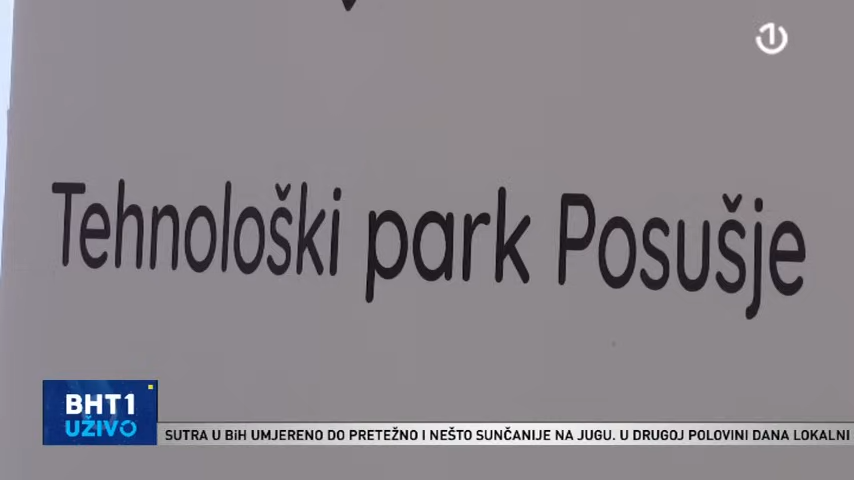 Tehnološki park Posušje
BHT1
UŽIVO
SUTRA U BiH UMJERENO DO PRETEŽNO I NEŠTO SUNČANIJE NA JUGU. U DRUGOJ POLOVINI DANA LOKALNI